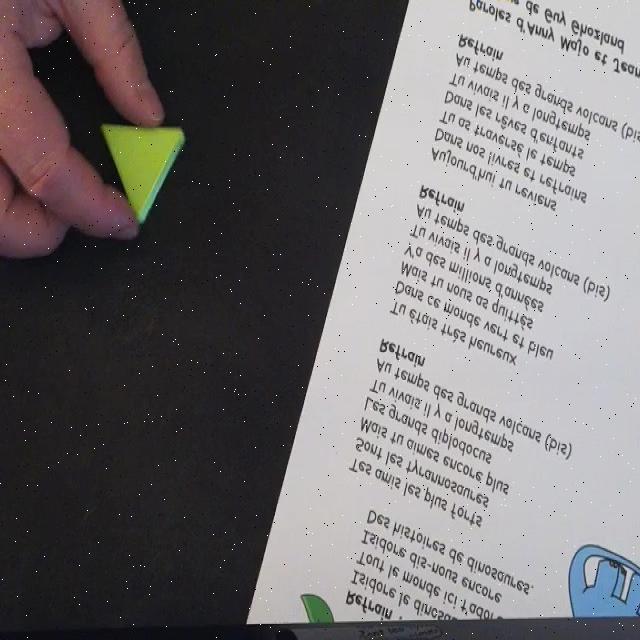 Refrain
Isidore le
Tout le monde ici
Isidore dis-nous encore
Des histoires de dinosaures.
Tes amis les plus forts
Sont les tyrannosaures
Mais tu aimes encore plus
Les grands diplodocus
Tu vivais il y a longtemps
Au temps des grands volcans (bis)
Refrain
Tu étais très heureux
Dans ce monde vert et bleu
Mais tu nous as quittés
Ya des millions d'années
Tu vivais il y a longtemps
Au temps des grands volcans (bis)
Refrain
Aujourd'hui tu reviens
Dans nos livres et refrains
Tu as traversé le temps
Dans les rêves d'enfants
Tu vivais il y a longtemps
Au temps des grands volcans (bis
Refrain
Paroles d'Anny Majo et Jean
de Guy Ghozland